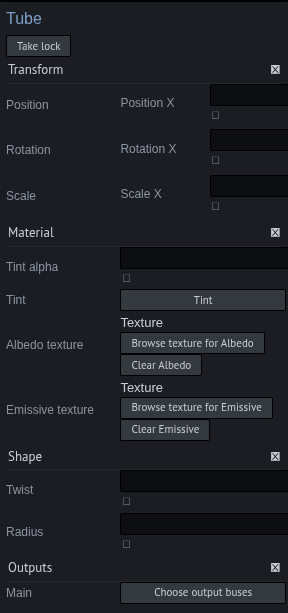 Tube
Take lock
Transform
Position Position X
Rotation Rotation X
Scale Scale X
Material
Tint alpha
Tint Tint
Texture
Albedo texture Browse texture for Albedo
Clear Albedo
Texture
Emissive texture Browse texture for Emissive
Clear Emissive
Shape
Twist
Radius
Outputs
Main Choose output buses